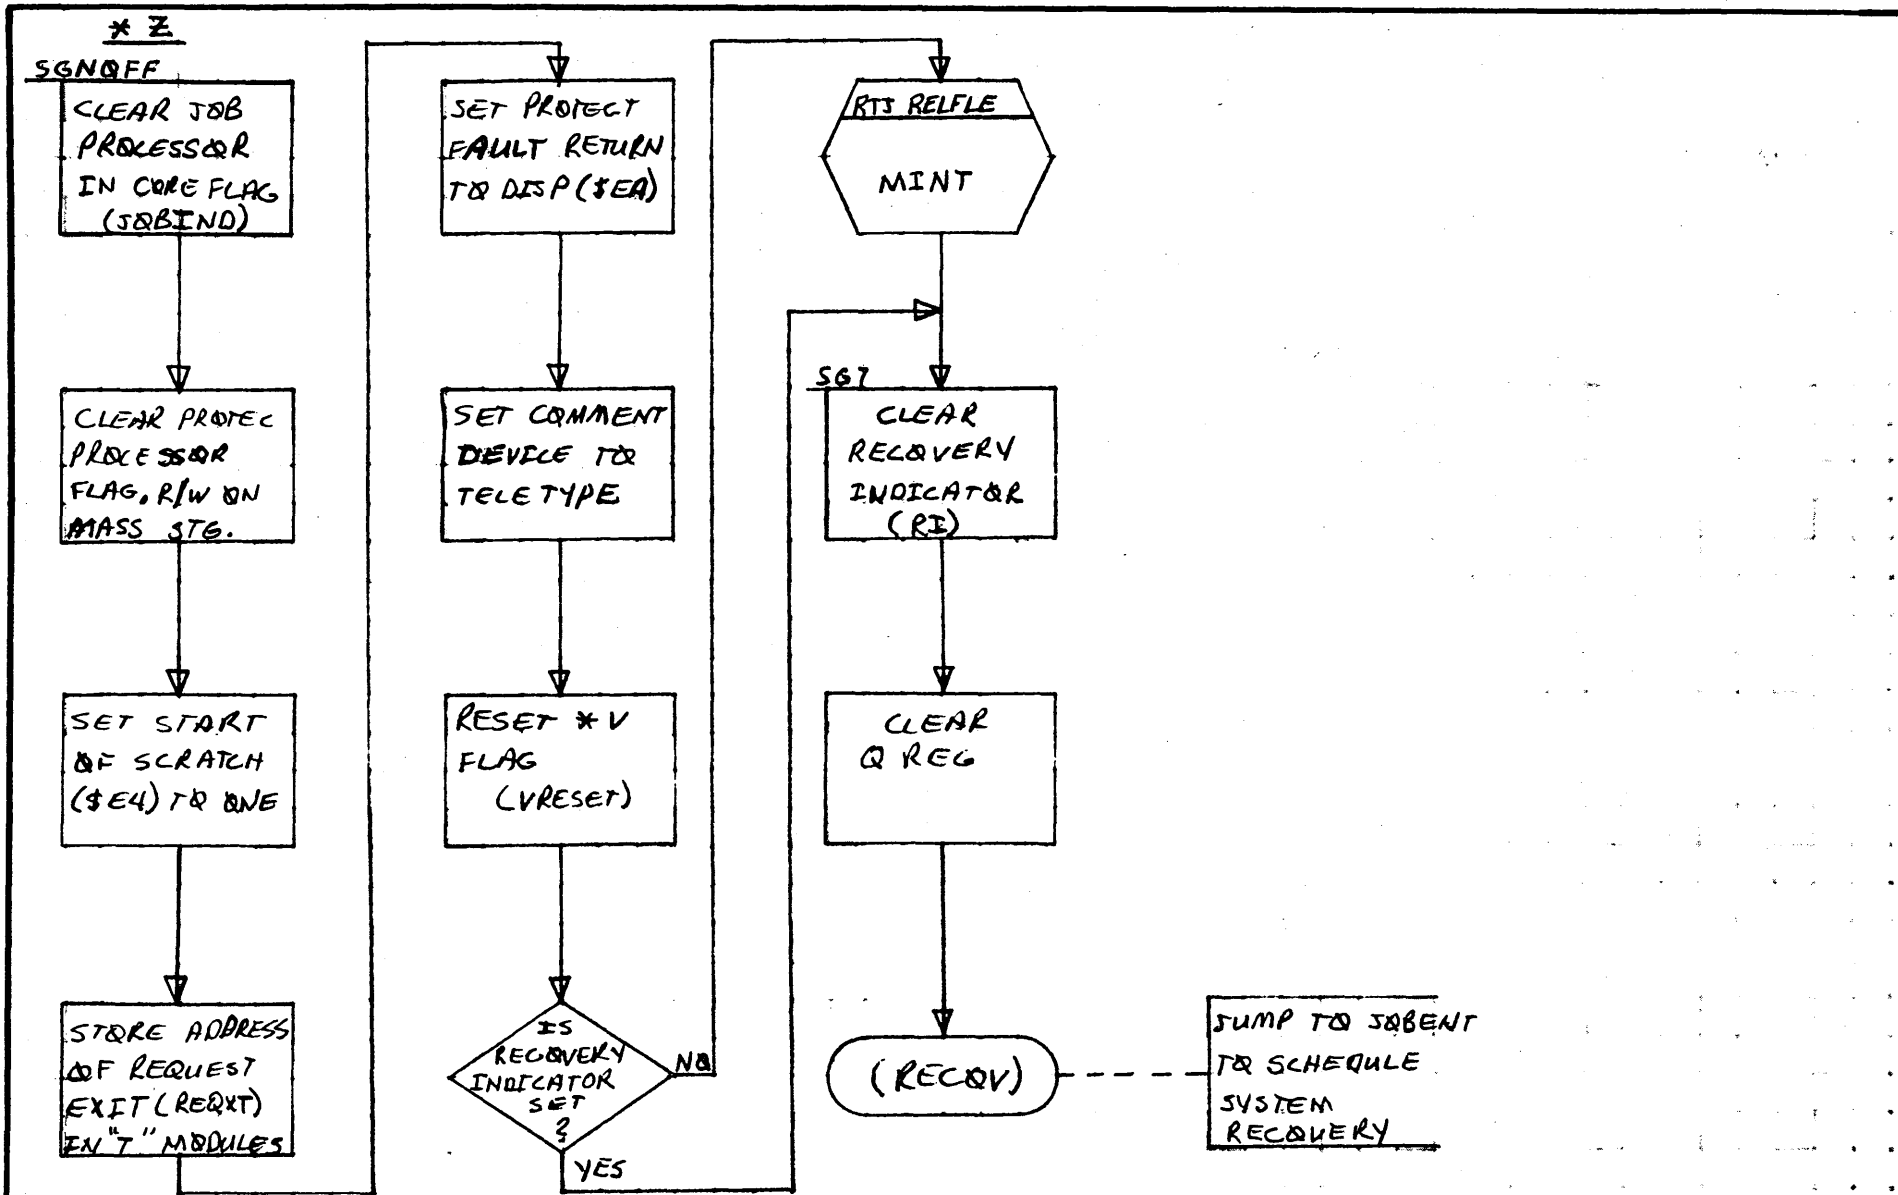 * Z
SGNOFF
CLEAR JOB
PROCESSOR
IN CORE FLAG
(JOBIND)
CLEAR PROTEC
PROCESSOR
FLAG. R/W ON
MASS STG.
SET START
OF SCRATCH
($E4) TO ONE
STORE ADDRESS
OF REQUEST
EXIT (REQXT)
IN "T" MODULES
SET PROTECT
FAULT RETURN
TO DISP ($EA)
SET COMMENT
DEVICE TO
TELETYPE
RESET * V
FLAG
(VRESET)
IS
RECOVERY
INDICATOR
SET
?
NO
YES
RTJ RELFLE
MINT
SG7
CLEAR
RECOVERY
INDICATOR
(RI)
CLEAR
Q REG
(RECOV)
JUMP TO JOBENT
TO SCHEDULE
SYSTEM
RECOVERY